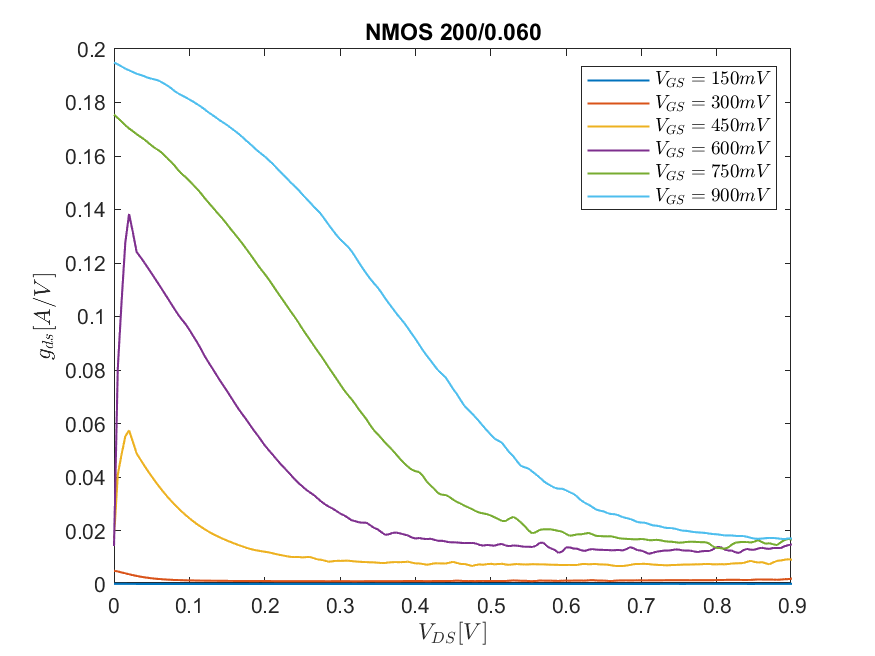 NMOS 200/0.060
0.2
0.18
0.16
0.14
0.12
0.1
0.08
0.06
0.04
0.02
0
g_{ds}[A/V]
V_{GS} = 150mV
V_{GS} = 300mV
V_{GS} = 450mV
V_{GS} = 600mV
V_{GS} = 750mV
V_{GS} = 900mV
0 0.1 0.2 0.3 0.4 0.5 0.6 0.7 0.8 0.9
V_{DS}[V]